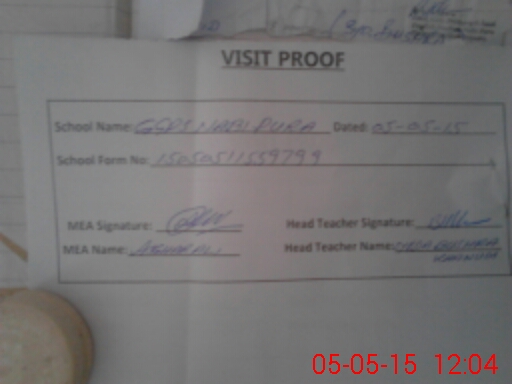 VISIT PROOF
School Name: GGPS NABI PURA Dated: 05-05-15
School Form No: 15050511559799
MEA Signature: Head Teacher Signature:
MEA Name: Head Teacher Name:
05-05-15 12:04